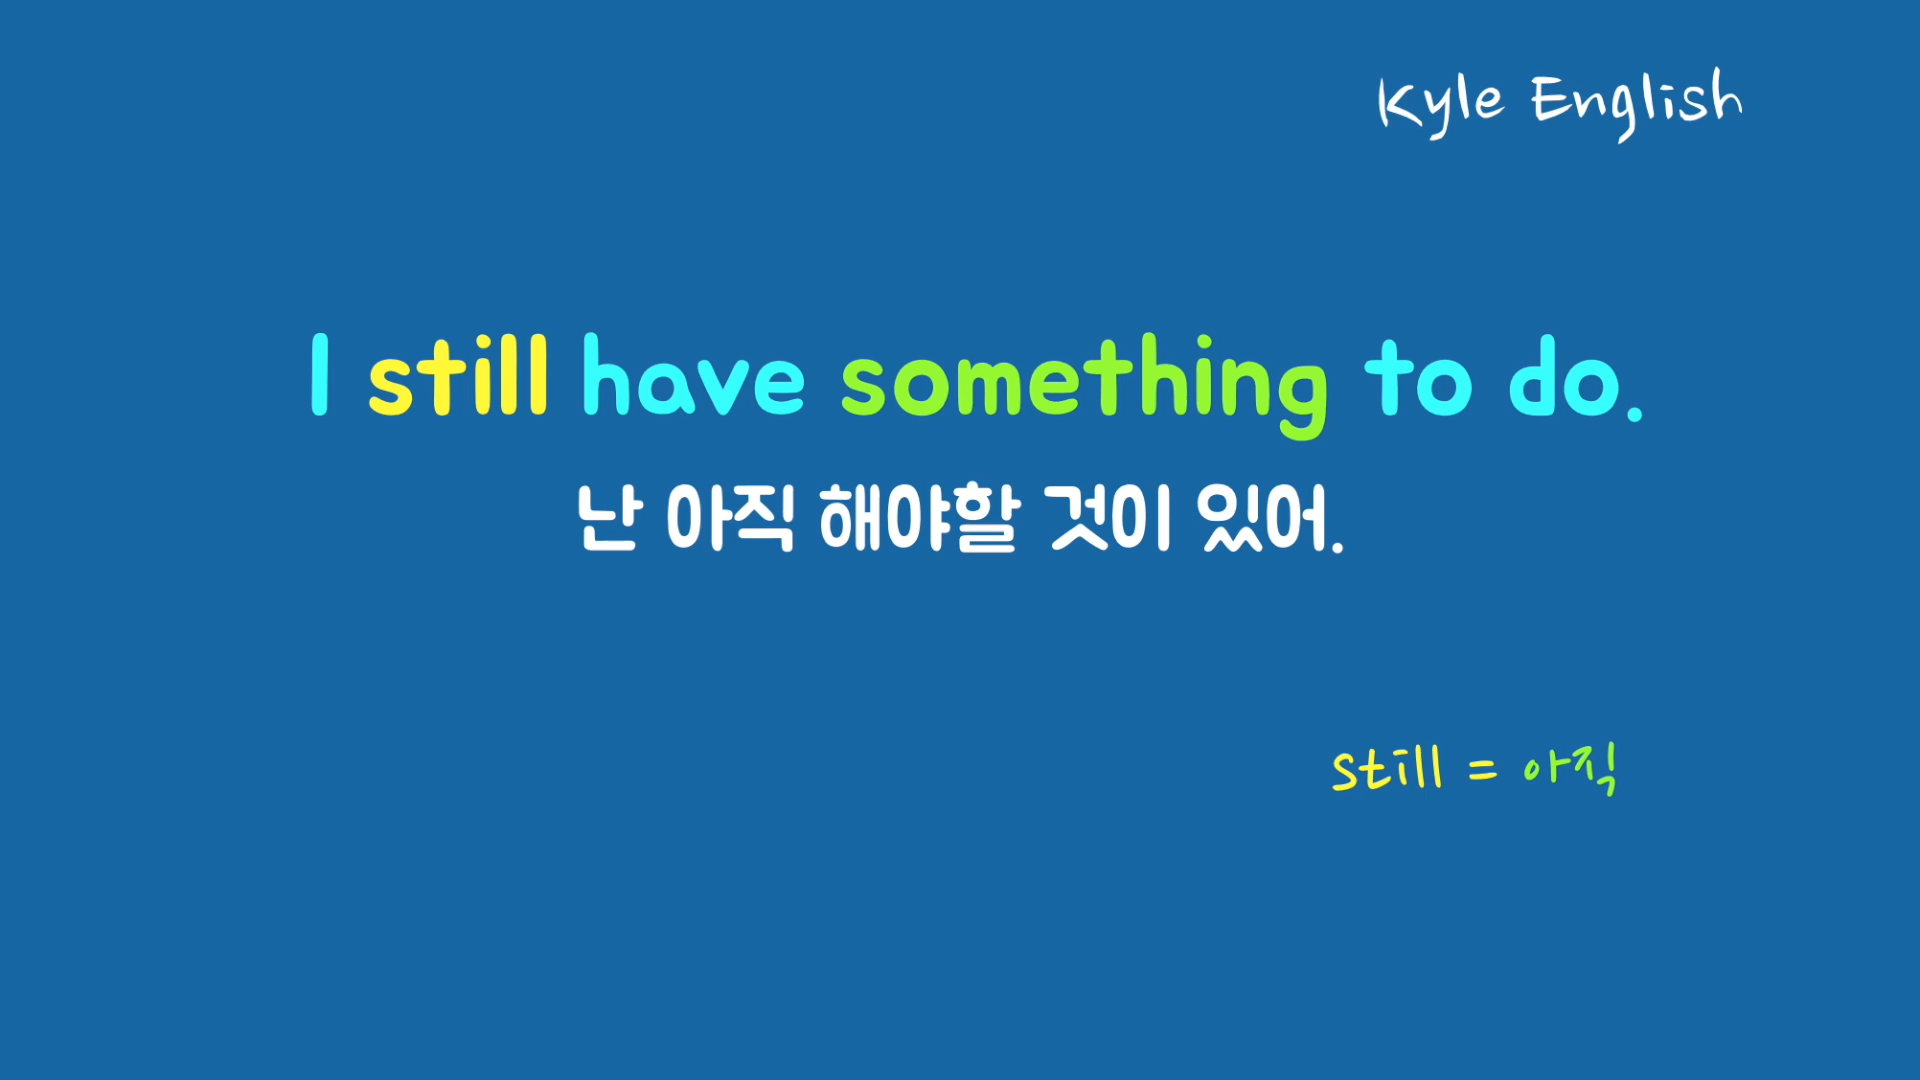 Kyle English
I still have something to do.
난 아직 해야할 것이 있어.
still = 아직